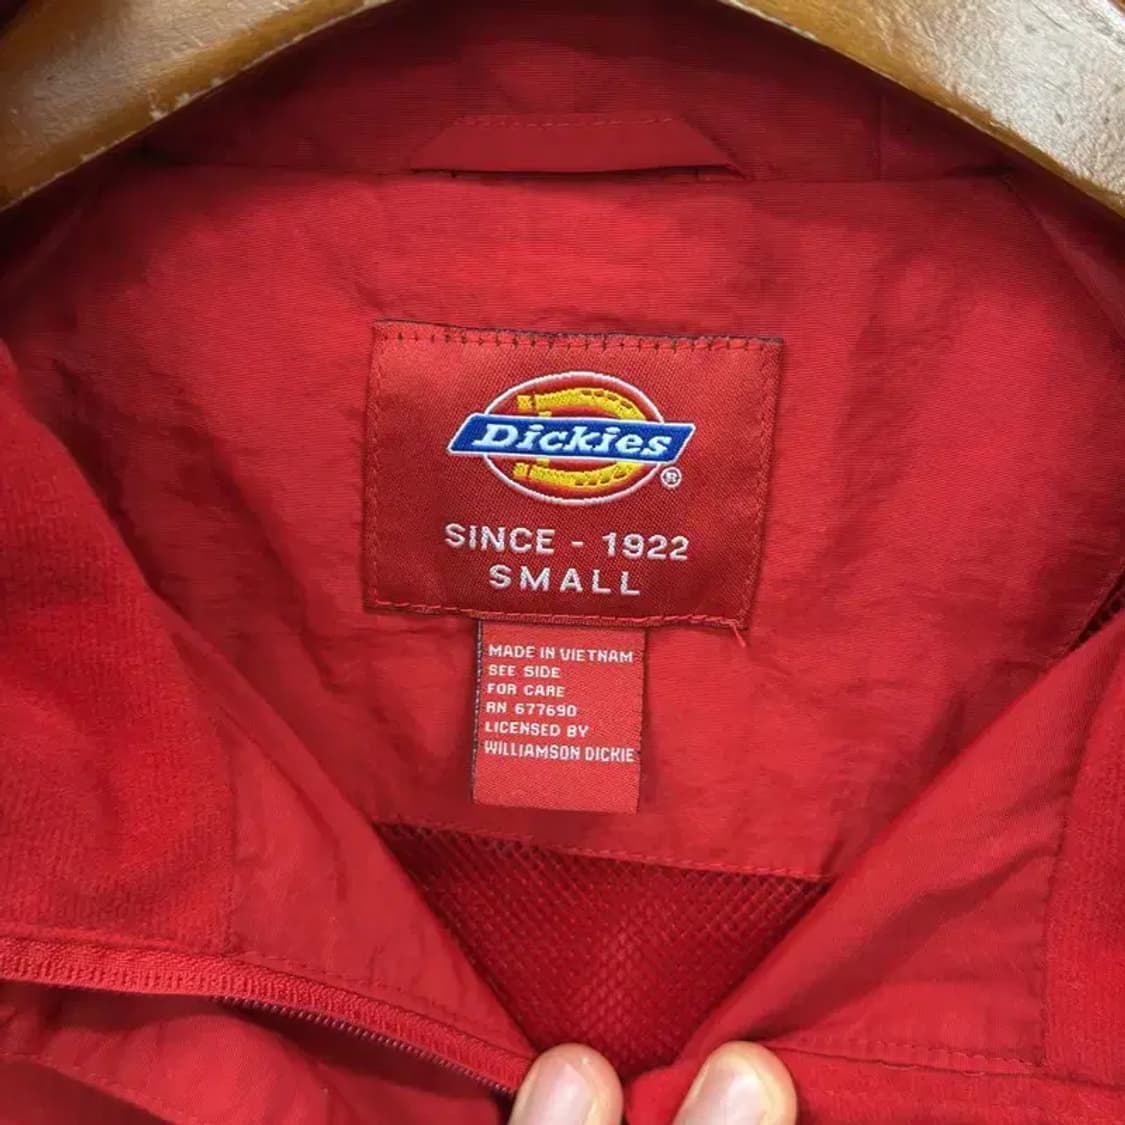 Dickies®
SINCE - 1922
SMALL
MADE IN VIETNAM
SEE SIDE
FOR CARE
RN 677690
LICENSED BY
WILLIAMSON DICKIE